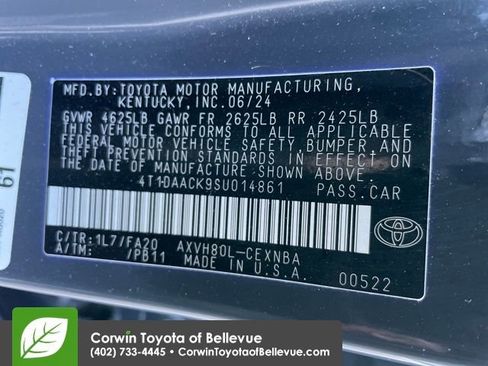 MFD.BY:TOYOTA MOTOR MANUFACTURING,
KENTUCKY,INC.06/24
GVWR 4625LB GAWR FR 2625LB RR 2425LB
THIS VEHICLE CONFORMS TO ALL APPLICABLE
FEDERAL MOTOR VEHICLE SAFETY,BUMPER,AND
THEFT PREVENTION STANDARDS IN EFFECT ON
THE DATE OF MANUFACTURE SHOWN ABOVE.
4T1DAACK9SU014861 PASS.CAR
C/TR:1L7/FA20 AXVH80L-CEXNBA
A/TM: /PB11 MADE IN U.S.A.
00522
61
Corwin Toyota of Bellevue
(402) 733-4445 • CorwinToyotaofBellevue.com